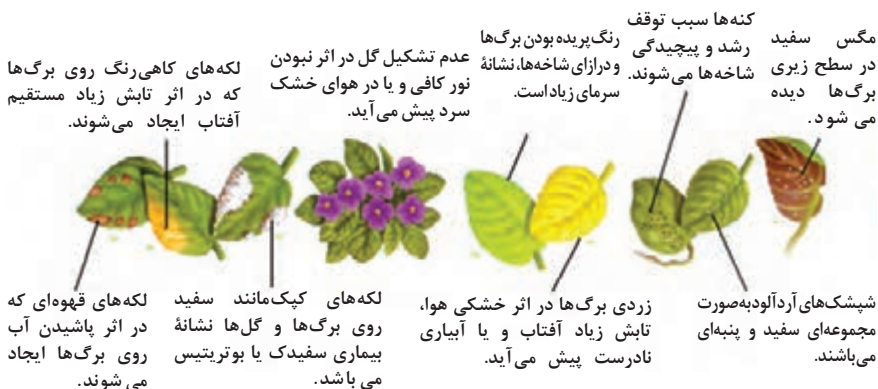 مگس سفید
در سطح زیری
برگ‌ها دیده
می شود.
کنه‌ها سبب توقف
رشد و پیچیدگی
شاخه‌ها می‌شوند.
رنگ‌پریده بودن برگ‌ها
و درازای شاخه‌ها، نشانهٔ
سرمای زیاد است.
عدم تشکیل گل در اثر نبودن
نور کافی و یا در هوای خشک
سرد پیش می‌آید.
لکه‌های کاهی‌رنگ روی برگ‌ها
که در اثر تابش زیاد مستقیم
آفتاب ایجاد می‌شوند.
شپشک‌های آردآلود به‌صورت
مجموعه‌ای سفید و پنبه‌ای
می‌باشند.
زردی برگ‌ها در اثر خشکی هوا،
تابش زیاد آفتاب و یا آبیاری
نادرست پیش می‌آید.
لکه‌های کپک‌مانند سفید
روی برگ‌ها و گل‌ها نشانهٔ
بیماری سفیدک یا بوتریتیس
می باشد.
لکه‌های قهوه‌ای که
در اثر پاشیدن آب
روی برگ‌ها ایجاد
می شوند.